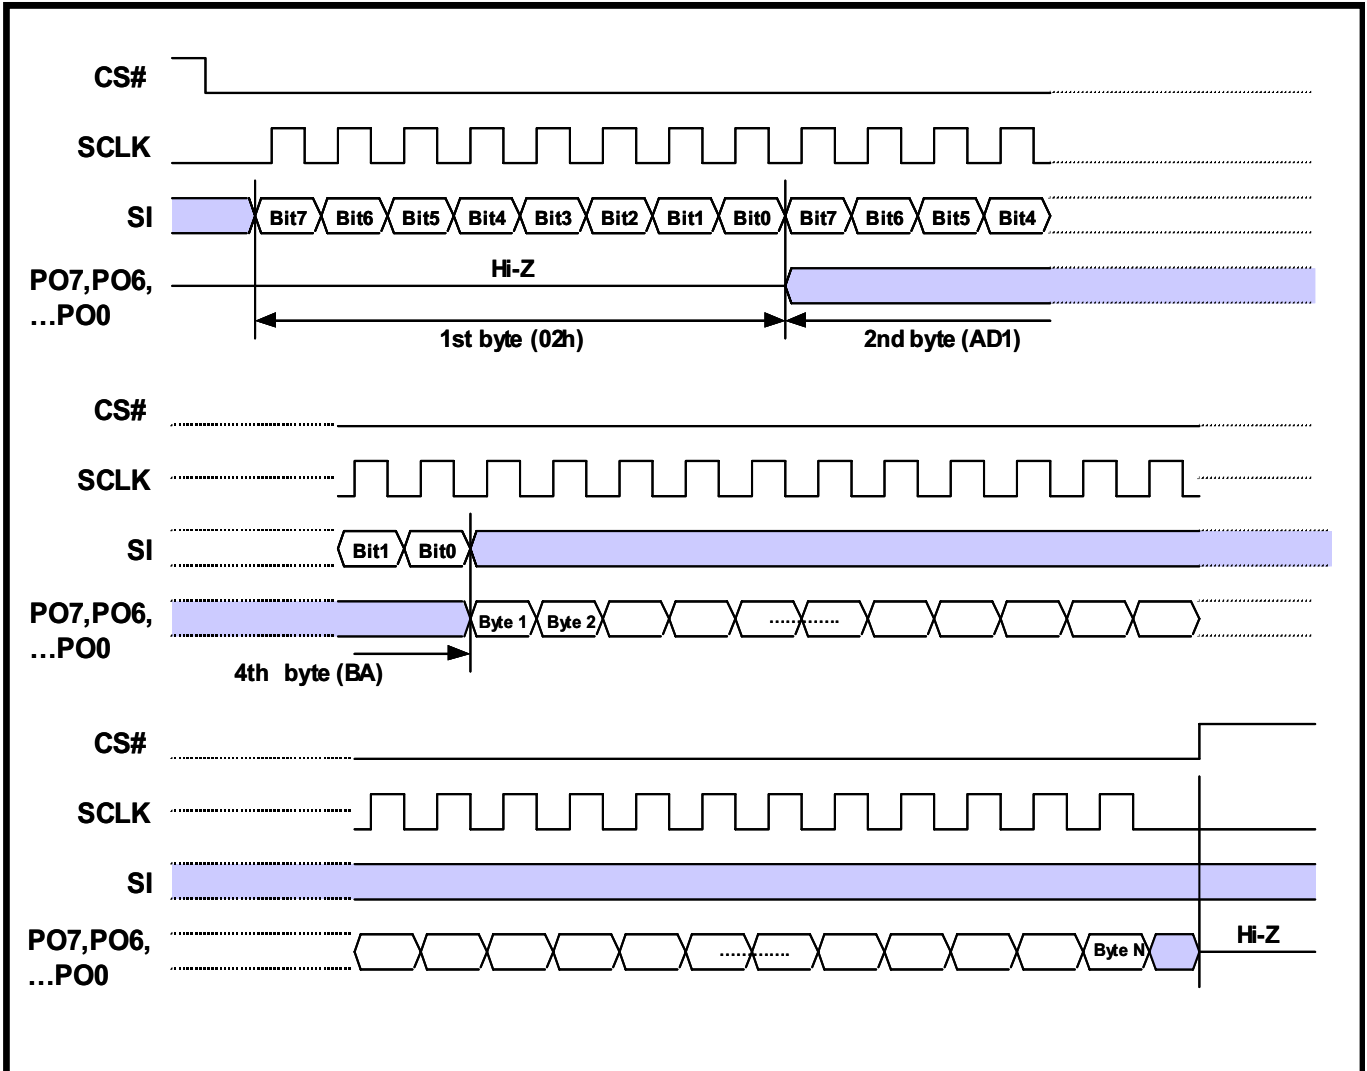 CS#
SCLK
SI Bit7 Bit6 Bit5 Bit4 Bit3 Bit2 Bit1 Bit0 Bit7 Bit6 Bit5 Bit4
PO7,PO6, Hi-Z
...PO0
1st byte (02h) 2nd byte (AD1)
CS#
SCLK
SI Bit1 Bit0
PO7,PO6, Byte 1 Byte 2 ..............
...PO0
4th byte (BA)
CS#
SCLK
SI
PO7,PO6, .............. Byte N Hi-Z
...PO0